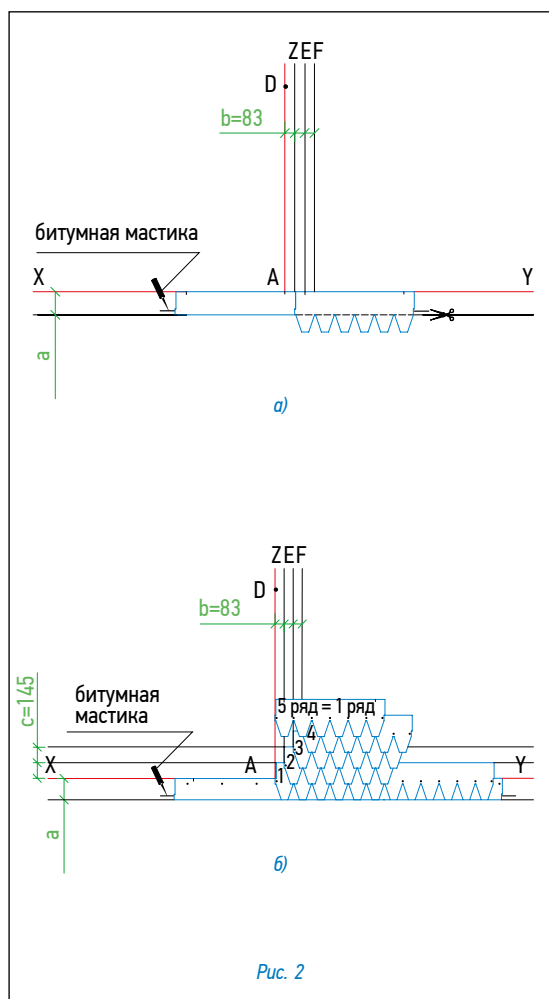 ZEF
D
b=83
битумная мастика
X
A
Y
a
а)
ZEF
D
b=83
c=145
битумная
мастика
5 ряд = 1 ряд
4
3
2
1
X
A
Y
a
б)
Рис. 2